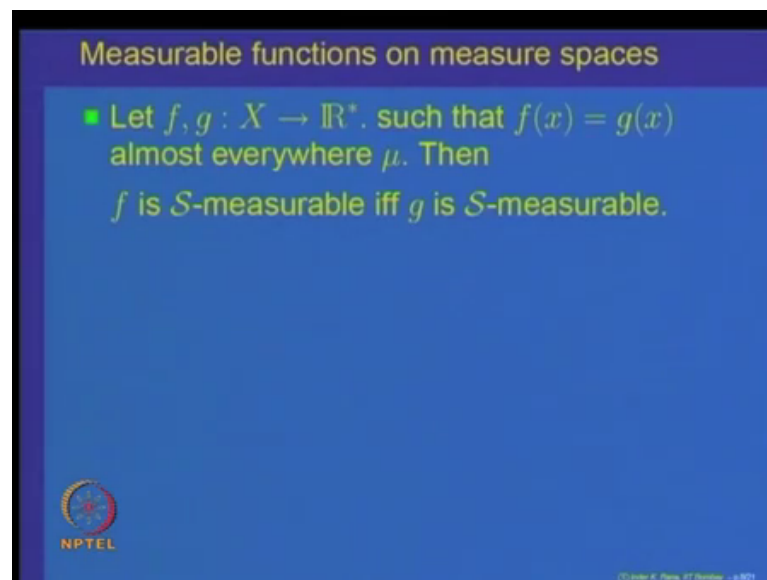 Measurable functions on measure spaces
Let f, g : X → ℝ*. such that f(x) = g(x)
almost everywhere μ. Then
f is 𝒮-measurable iff g is 𝒮-measurable.
NPTEL